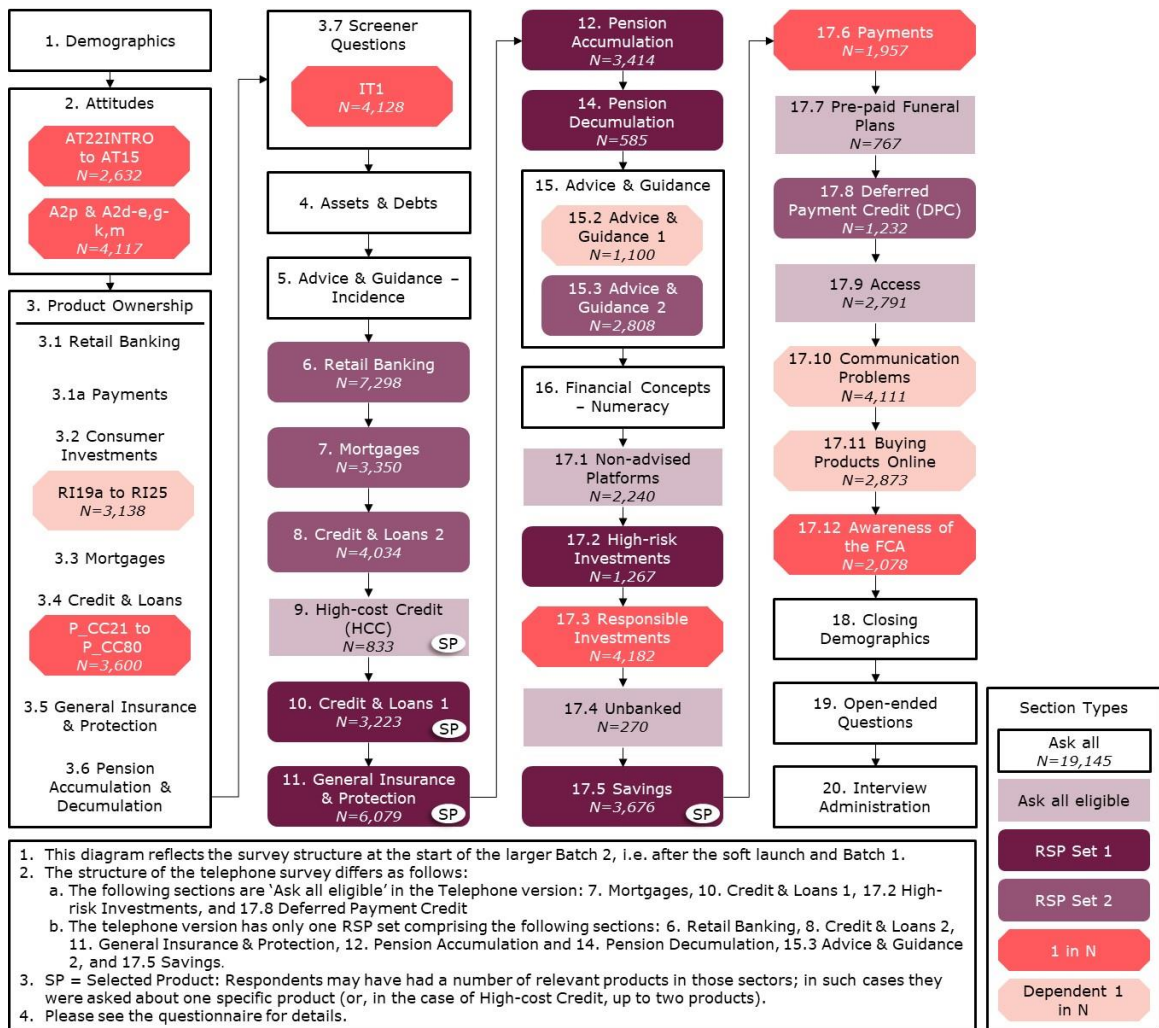 1. Demographics
2. Attitudes
AT22INTRO
to AT15
N=2,632
A2p & A2d-e,g-
k,m
N=4,117
3. Product Ownership
3.1 Retail Banking
3.1a Payments
3.2 Consumer
Investments
RI19a to RI25
N=3,138
3.3 Mortgages
3.4 Credit & Loans
P_CC21 to
P_CC80
N=3,600
3.5 General Insurance
& Protection
3.6 Pension
Accumulation &
Decumulation
3.7 Screener
Questions
IT1
N=4,128
4. Assets & Debts
5. Advice & Guidance –
Incidence
6. Retail Banking
N=7,298
7. Mortgages
N=3,350
8. Credit & Loans 2
N=4,034
9. High-cost Credit
(HCC)
N=833
SP
10. Credit & Loans 1
N=3,223
SP
11. General Insurance
& Protection
N=6,079
SP
12. Pension
Accumulation
N=3,414
14. Pension
Decumulation
N=585
15. Advice & Guidance
15.2 Advice &
Guidance 1
N=1,100
15.3 Advice &
Guidance 2
N=2,808
16. Financial Concepts
– Numeracy
17.1 Non-advised
Platforms
N=2,240
17.2 High-risk
Investments
N=1,267
17.3 Responsible
Investments
N=4,182
17.4 Unbanked
N=270
17.5 Savings
N=3,676
SP
17.6 Payments
N=1,957
17.7 Pre-paid Funeral
Plans
N=767
17.8 Deferred
Payment Credit (DPC)
N=1,232
17.9 Access
N=2,791
17.10 Communication
Problems
N=4,111
17.11 Buying
Products Online
N=2,873
17.12 Awareness of
the FCA
N=2,078
18. Closing
Demographics
19. Open-ended
Questions
20. Interview
Administration
Section Types
Ask all
N=19,145
Ask all eligible
RSP Set 1
RSP Set 2
1 in N
Dependent 1
in N
1. This diagram reflects the survey structure at the start of the larger Batch 2, i.e. after the soft launch and Batch 1.
2. The structure of the telephone survey differs as follows:
a. The following sections are ‘Ask all eligible’ in the Telephone version: 7. Mortgages, 10. Credit & Loans 1, 17.2 High-
risk Investments, and 17.8 Deferred Payment Credit
b. The telephone version has only one RSP set comprising the following sections: 6. Retail Banking, 8. Credit & Loans 2,
11. General Insurance & Protection, 12. Pension Accumulation and 14. Pension Decumulation, 15.3 Advice & Guidance
2, and 17.5 Savings.
3. SP = Selected Product: Respondents may have had a number of relevant products in those sectors; in such cases they
were asked about one specific product (or, in the case of High-cost Credit, up to two products).
4. Please see the questionnaire for details.